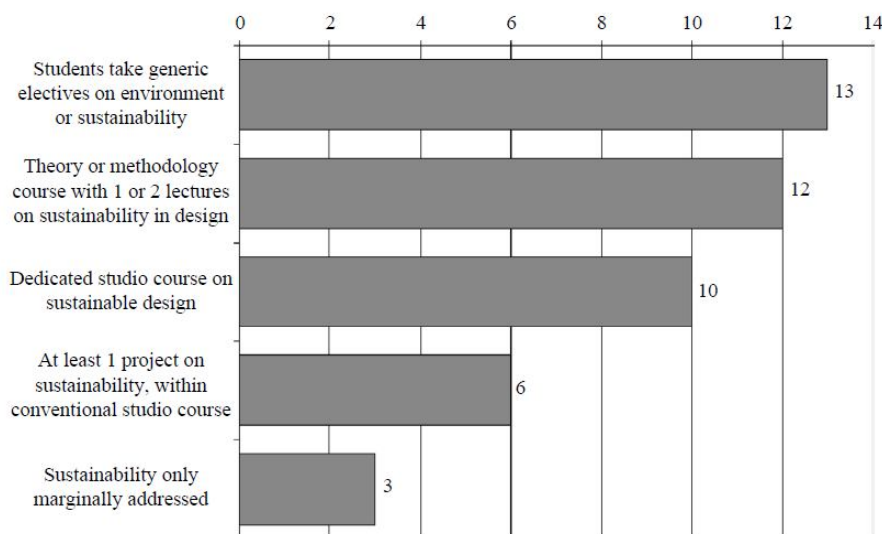 0 2 4 6 8 10 12 14
Students take generic
electives on environment
or sustainability
13
Theory or methodology
course with 1 or 2 lectures
on sustainability in design
12
Dedicated studio course on
sustainable design
10
At least 1 project on
sustainability, within
conventional studio course
6
Sustainability only
marginally addressed
3